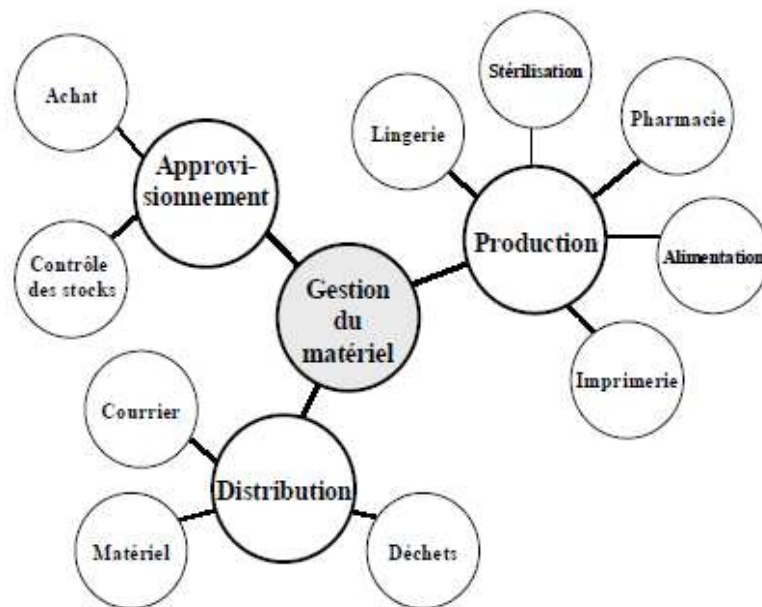 Achat
Approvi-
sionnement
Contrôle
des stocks
Stérilisation
Lingerie
Pharmacie
Production
Alimentation
Imprimerie
Gestion
du
matériel
Courrier
Distribution
Matériel
Déchets